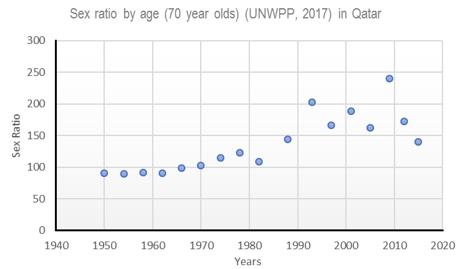 Sex ratio by age (70 year olds) (UNWPP, 2017) in Qatar
300
250
200
150
100
50
0
Sex Ratio
1940 1950 1960 1970 1980 1990 2000 2010 2020
Years